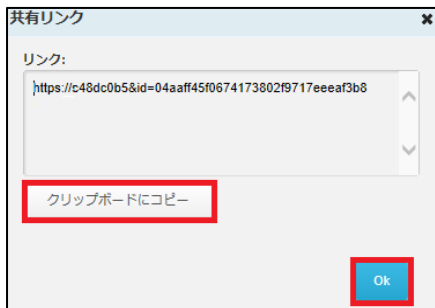 共有リンク
リンク:
https://c48dc0b5&id=04aaff45f0674173802f9717eeeaf3b8
クリップボードにコピー
Ok